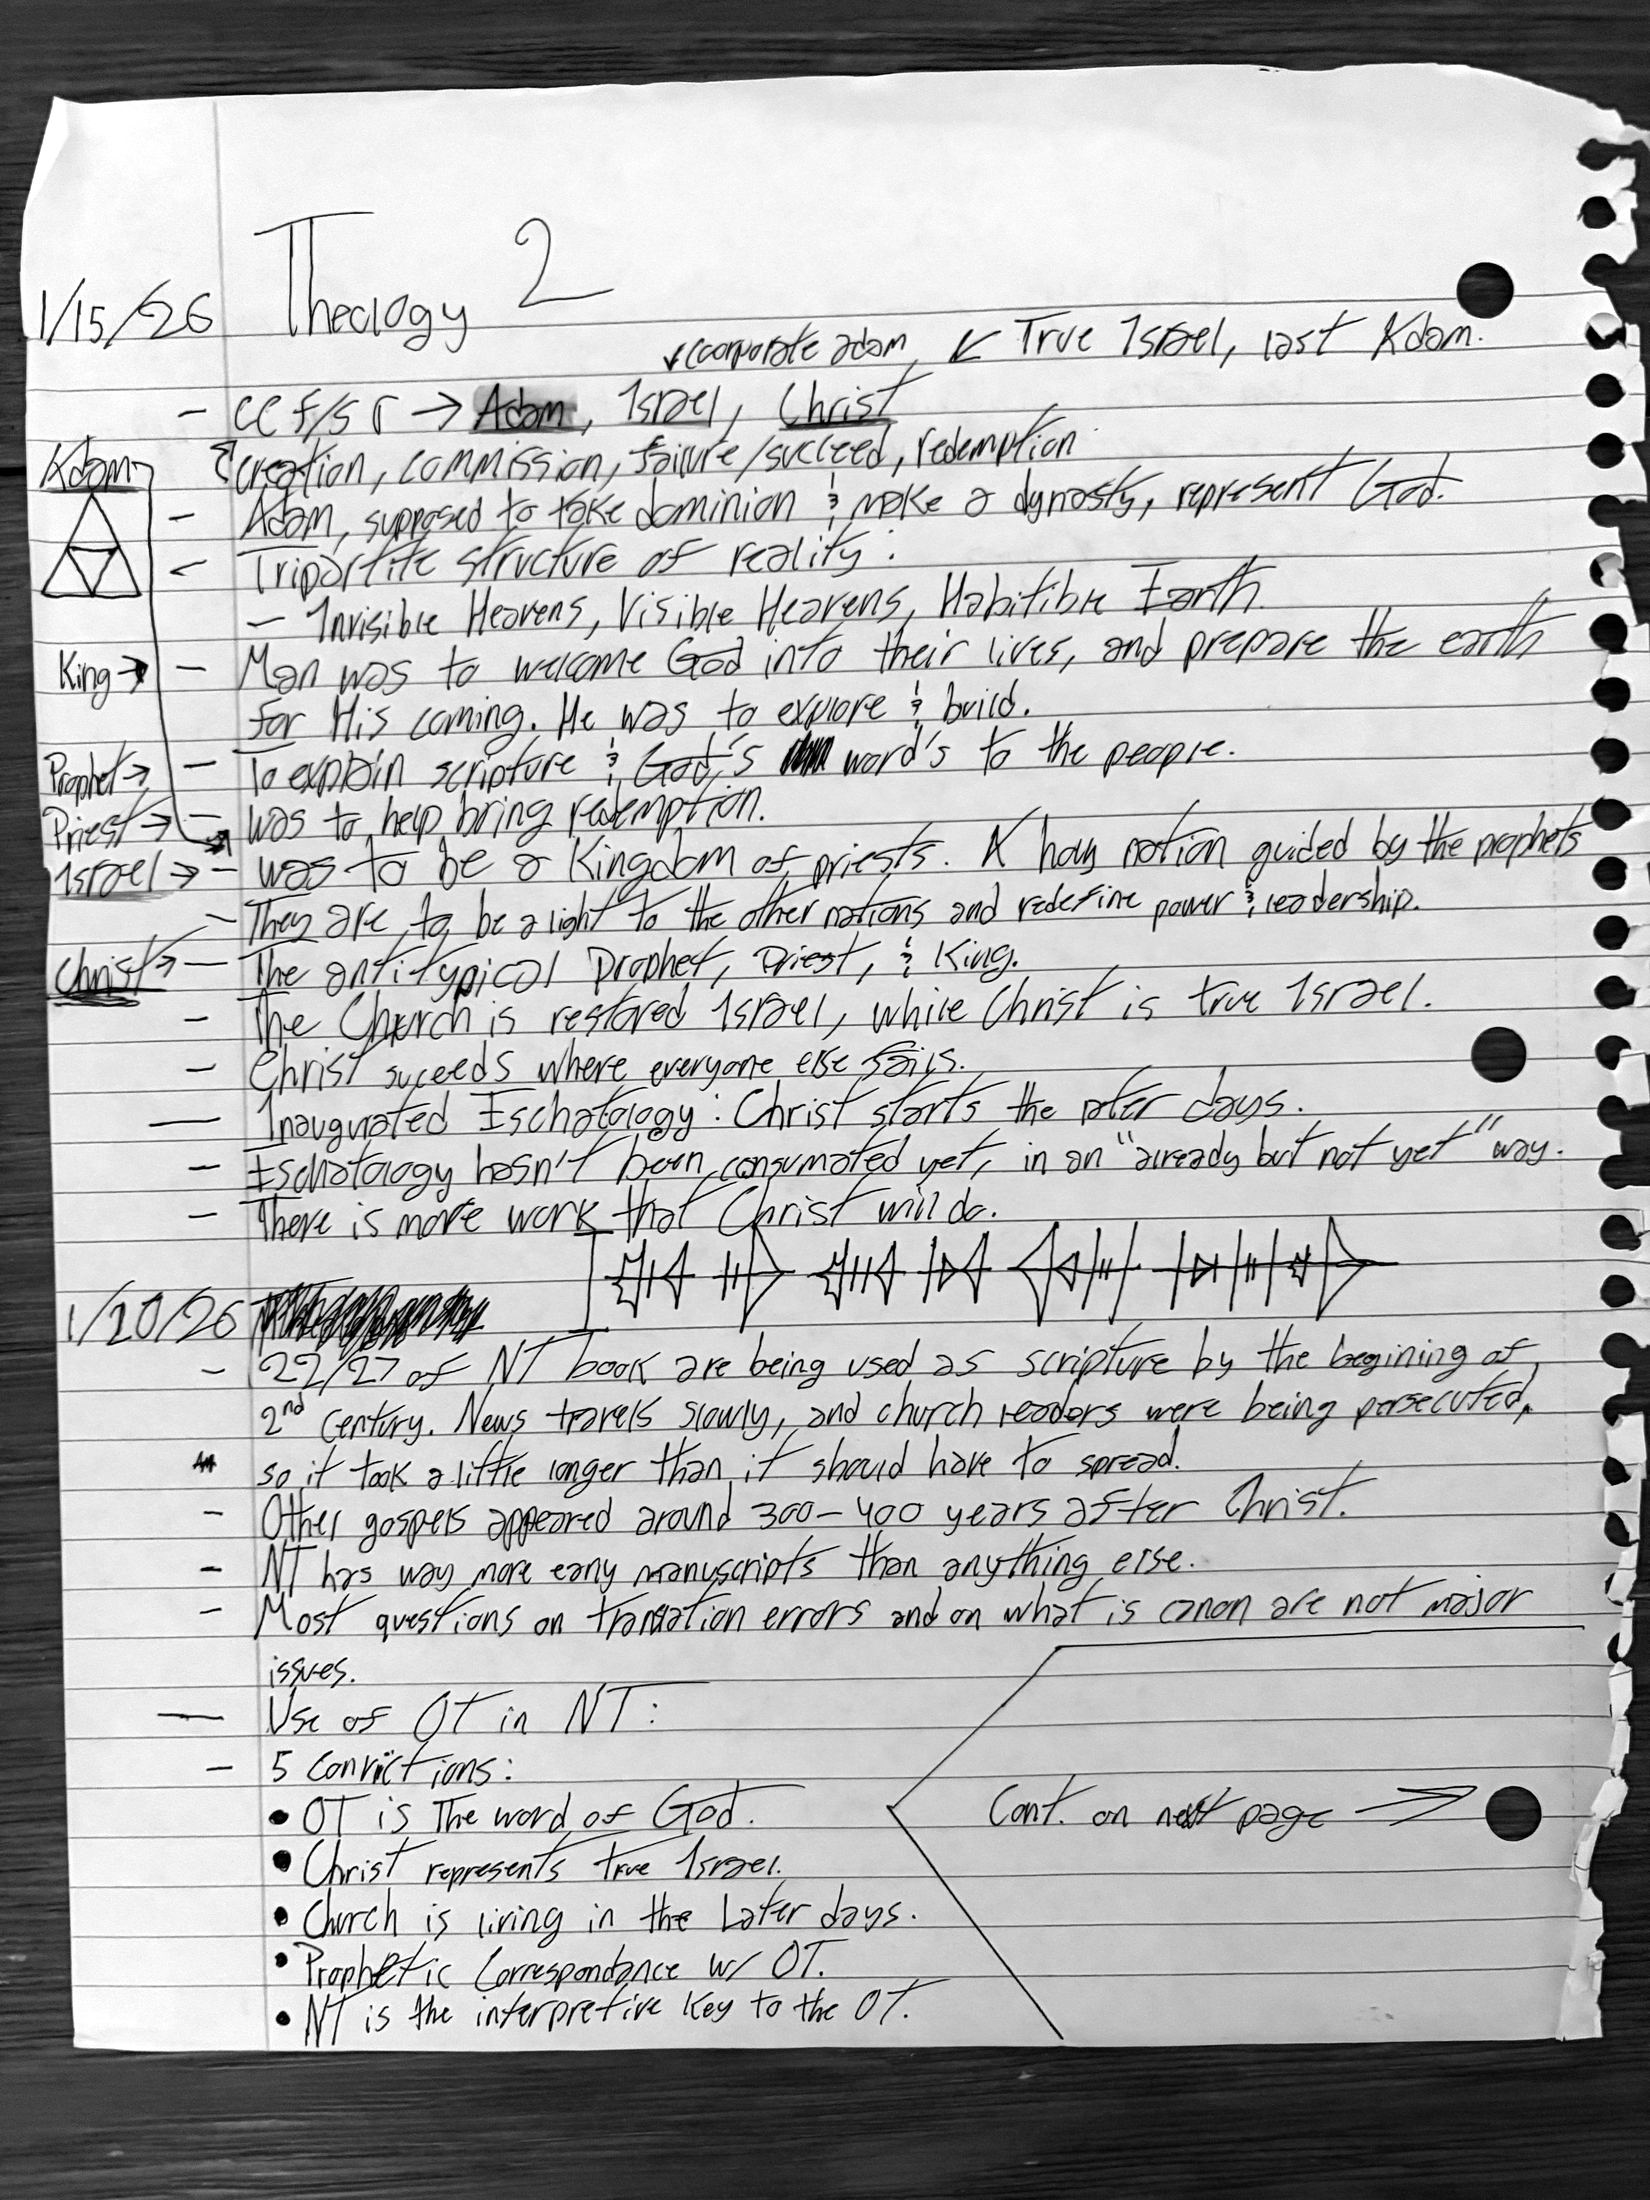 Theology 2
1/15/26
↙corporate adam, ↙ True Israel, last Adam.
- CC f/s r → Adam, Israel, Christ
creation, commission, failure/succeed, redemption
Adam
- Adam, supposed to take dominion & make a dynasty, represent God.
- Tripartite structure of reality:
- Invisible Heavens, Visible Heavens, Habitible Earth
King → - Man was to welcome God into their lives, and prepare the earth
for His coming. He was to explore & build.
Prophet → - To explain scripture & God's word's to the people.
Priest → - Was to help bring redemption.
Israel → - was to be a Kingdom of priests. A holy nation guided by the prophets
- They are to be a light to the other nations and redefine power & leadership.
Christ → - The antitypical Prophet, Priest, & King.
- The Church is restored Israel, while Christ is true Israel.
- Christ suceeds where everyone else fails.
- Inaugurated Eschatology: Christ starts the later days.
- Eschatology hasn't been consumated yet, in an "already but not yet" way.
- There is more work that Christ will do.
1/20/26
- 22/27 of NT book are being used as scripture by the begining of
2nd century. News travels slowly, and church leaders were being persecuted,
so it took a little longer than it should have to spread.
- Other gospels appeared around 300-400 years after Christ.
- NT has way more early manuscripts than anything else.
- Most questions on translation errors and on what is canon are not major
issues.
- Use of OT in NT:
- 5 convictions:
• OT is The word of God.
• Christ represents true Israel.
• Church is living in the Later days.
• Prophetic Correspondance w/ OT.
• NT is the interpretive key to the OT.
Cont. on next page →